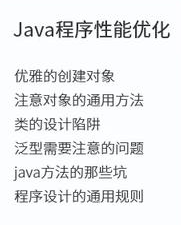 Java程序性能优化
优雅的创建对象
注意对象的通用方法
类的设计陷阱
泛型需要注意的问题
java方法的那些坑
程序设计的通用规则